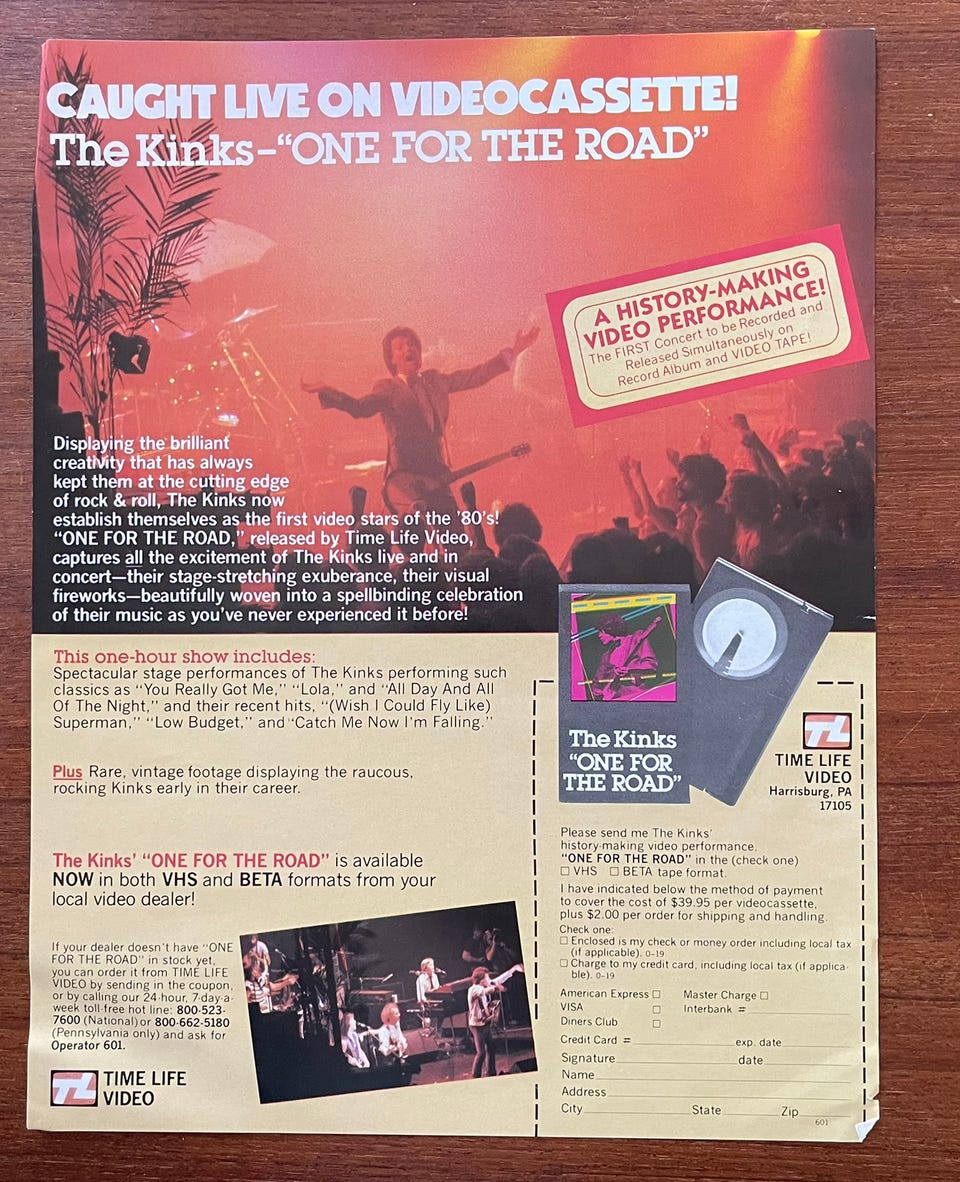 CAUGHT LIVE ON VIDEOCASSETTE!
The Kinks–“ONE FOR THE ROAD”
A HISTORY-MAKING
VIDEO PERFORMANCE!
The FIRST Concert to be Recorded and
Released Simultaneously on
Record Album and VIDEO TAPE!
Displaying the brilliant
creativity that has always
kept them at the cutting edge
of rock & roll, The Kinks now
establish themselves as the first video stars of the '80's!
“ONE FOR THE ROAD,” released by Time Life Video,
captures all the excitement of The Kinks live and in
concert—their stage-stretching exuberance, their visual
fireworks—beautifully woven into a spellbinding celebration
of their music as you've never experienced it before!
This one-hour show includes:
Spectacular stage performances of The Kinks performing such
classics as “You Really Got Me,” “Lola,” and “All Day And All
Of The Night,” and their recent hits, “(Wish I Could Fly Like)
Superman,” “Low Budget,” and “Catch Me Now I'm Falling.”
Plus Rare, vintage footage displaying the raucous,
rocking Kinks early in their career.
The Kinks' “ONE FOR THE ROAD” is available
NOW in both VHS and BETA formats from your
local video dealer!
If your dealer doesn't have “ONE
FOR THE ROAD” in stock yet,
you can order it from TIME LIFE
VIDEO by sending in the coupon,
or by calling our 24-hour, 7-day-a-
week toll-free hot line: 800-523-
7600 (National) or 800-662-5180
(Pennsylvania only) and ask for
Operator 601.
TL
TIME LIFE
VIDEO
The Kinks
“ONE FOR
THE ROAD”
TL
TIME LIFE
VIDEO
Harrisburg, PA
17105
Please send me The Kinks'
history-making video performance.
“ONE FOR THE ROAD” in the (check one)
☐ VHS ☐ BETA tape format.
I have indicated below the method of payment
to cover the cost of $39.95 per videocassette,
plus $2.00 per order for shipping and handling.
Check one:
☐ Enclosed is my check or money order including local tax
(if applicable). 0–19
☐ Charge to my credit card, including local tax (if applica-
ble). 0–19
American Express ☐ Master Charge ☐
VISA ☐ Interbank #
Diners Club ☐
Credit Card # exp. date
Signature date
Name
Address
City State Zip
601